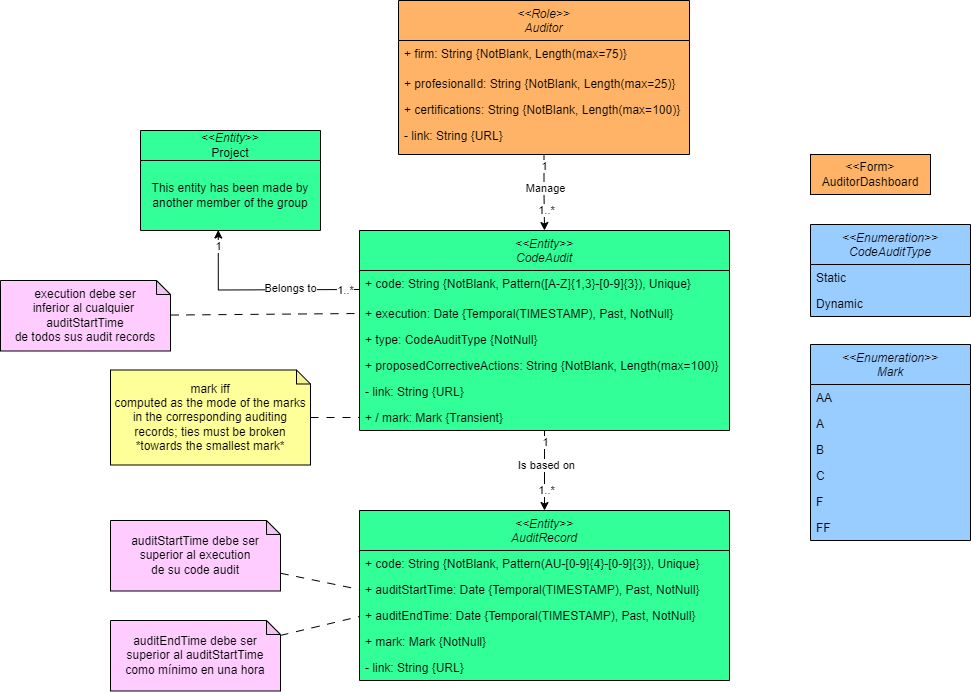 <<Role>>
Auditor
+ firm: String {NotBlank, Length(max=75)}
+ profesionalId: String {NotBlank, Length(max=25)}
+ certifications: String {NotBlank, Length(max=100)}
- link: String {URL}
<<Entity>>
Project
This entity has been made by
another member of the group
1
Manage
1..*
<<Form>
AuditorDashboard
<<Enumeration>>
CodeAuditType
Static
Dynamic
<<Entity>>
CodeAudit
+ code: String {NotBlank, Pattern([A-Z]{1,3}-[0-9]{3}), Unique}
+ execution: Date {Temporal(TIMESTAMP), Past, NotNull}
+ type: CodeAuditType {NotNull}
+ proposedCorrectiveActions: String {NotBlank, Length(max=100)}
- link: String {URL}
+ / mark: Mark {Transient}
1
Belongs to
1..*
execution debe ser
inferior al cualquier
auditStartTime
de todos sus audit records
mark iff
computed as the mode of the marks
in the corresponding auditing
records; ties must be broken
*towards the smallest mark*
<<Enumeration>>
Mark
AA
A
B
C
F
FF
1
Is based on
1..*
<<Entity>>
AuditRecord
+ code: String {NotBlank, Pattern(AU-[0-9]{4}-[0-9]{3}), Unique}
+ auditStartTime: Date {Temporal(TIMESTAMP), Past, NotNull}
+ auditEndTime: Date {Temporal(TIMESTAMP), Past, NotNull}
+ mark: Mark {NotNull}
- link: String {URL}
auditStartTime debe ser
superior al execution
de su code audit
auditEndTime debe ser
superior al auditStartTime
como mínimo en una hora